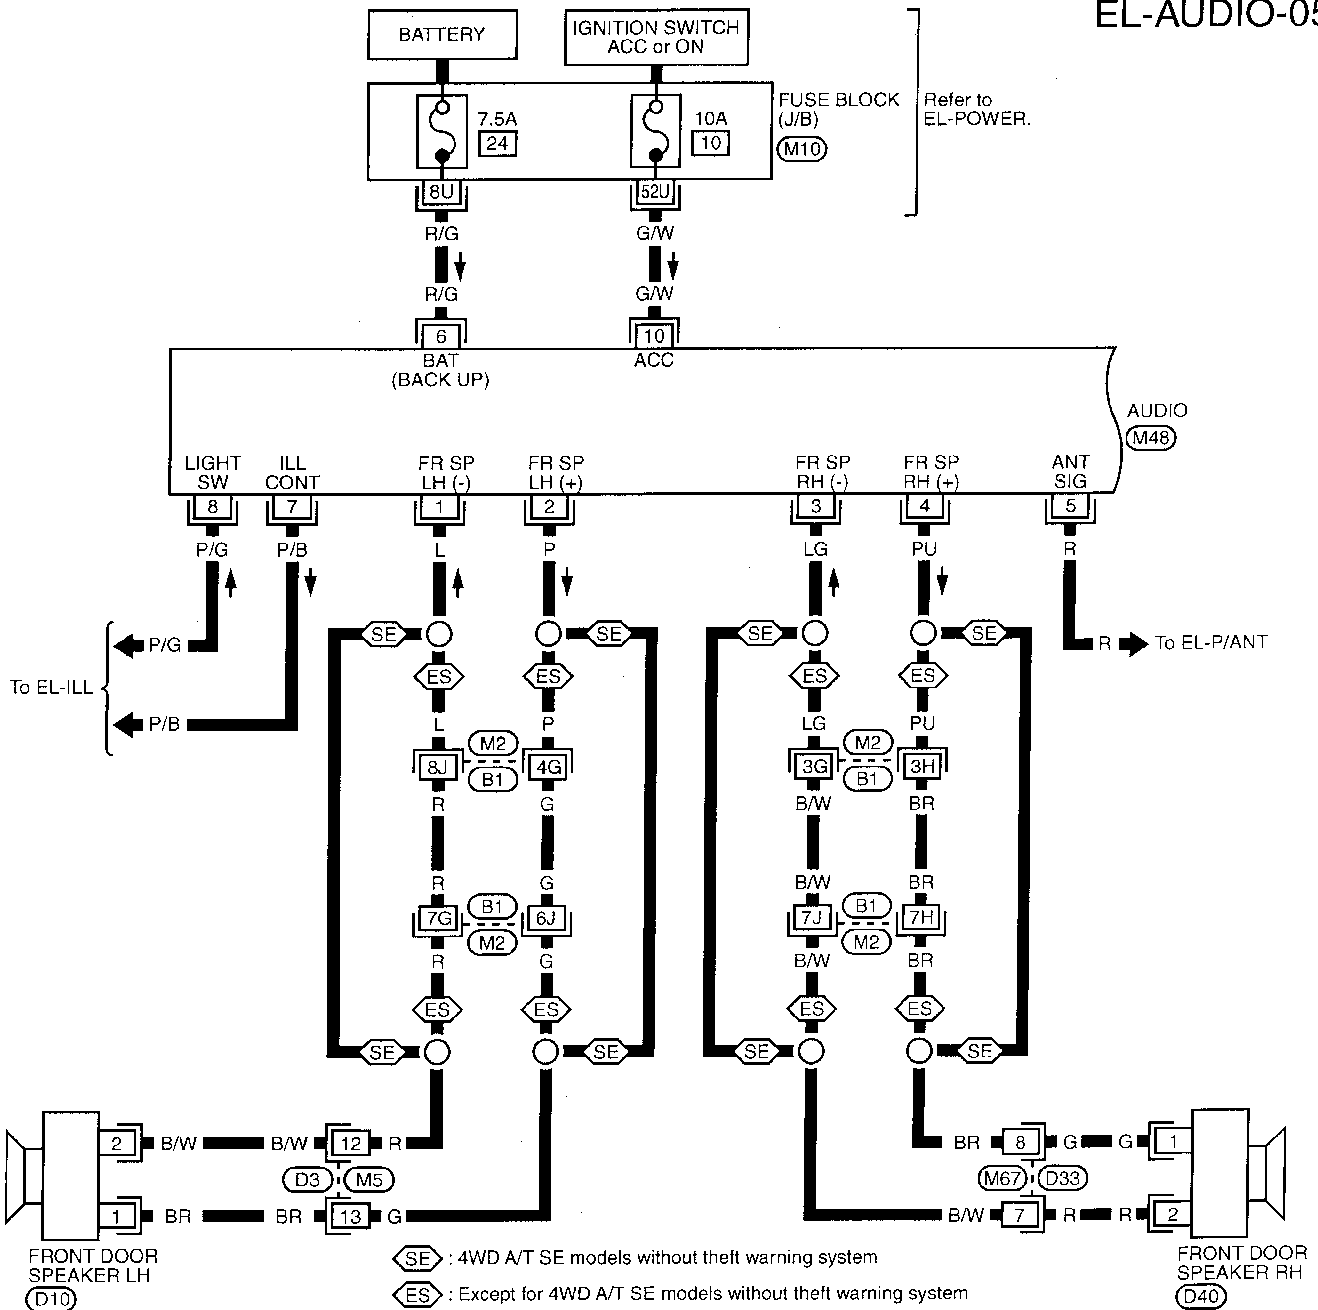 EL-AUDIO-05
BATTERY
IGNITION SWITCH
ACC or ON
7.5A
24
10A
10
FUSE BLOCK
(J/B)
M10
Refer to
EL-POWER.
8U
52U
R/G
G/W
R/G
G/W
6
10
BAT
(BACK UP)
ACC
AUDIO
M48
LIGHT
SW
ILL
CONT
FR SP
LH (-)
FR SP
LH (+)
FR SP
RH (-)
FR SP
RH (+)
ANT
SIG
8
7
1
2
3
4
5
P/G
P/B
L
P
LG
PU
R
SE
SE
SE
SE
P/G
R
To EL-P/ANT
To EL-ILL
ES
ES
ES
ES
P/B
L
P
LG
PU
8J
M2
B1
4G
3G
M2
B1
3H
R
G
B/W
BR
R
G
B/W
BR
7G
B1
M2
6J
7J
B1
M2
7H
R
G
B/W
BR
ES
ES
ES
ES
SE
SE
SE
SE
2
B/W
B/W
12
R
BR
8
G
G
1
D3
M5
M67
D33
1
BR
BR
13
G
B/W
7
R
R
2
FRONT DOOR
SPEAKER LH
D10
SE : 4WD A/T SE models without theft warning system
ES : Except for 4WD A/T SE models without theft warning system
FRONT DOOR
SPEAKER RH
D40